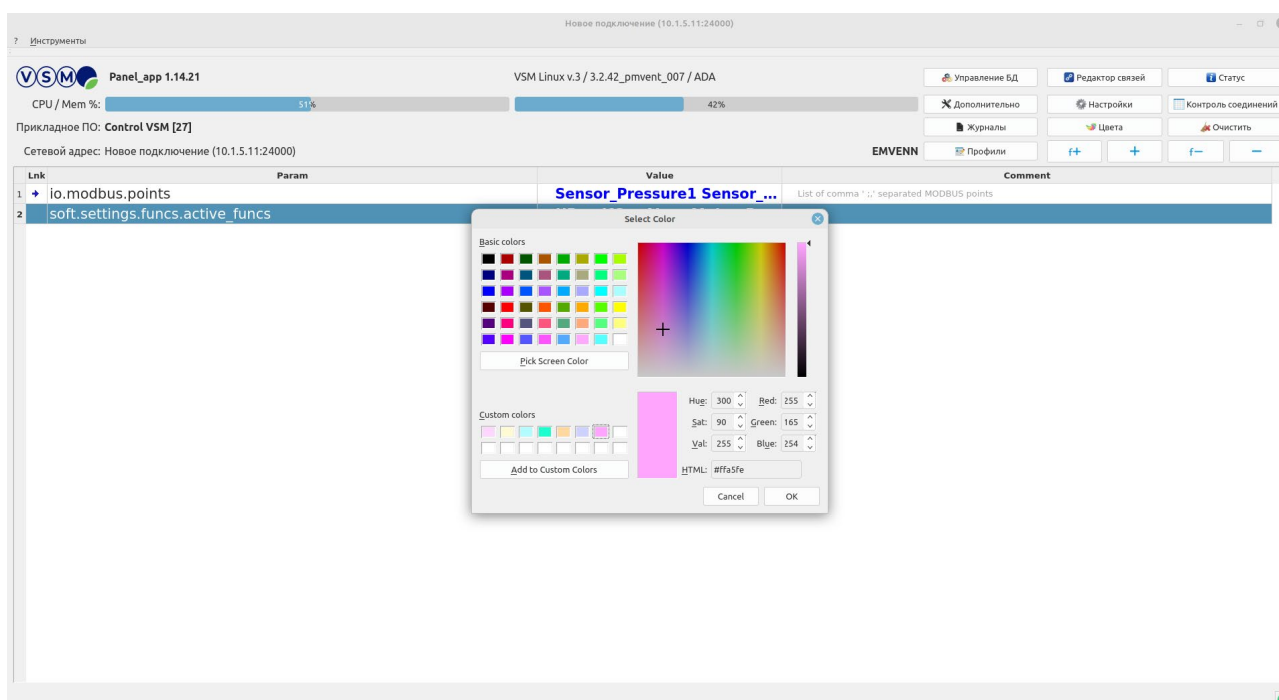 Новое подключение (10.1.5.11:24000)
? Инструменты
VSM Panel_app 1.14.21 VSM Linux v.3 / 3.2.42_pmvent_007 / ADA Управление БД Редактор связей Статус
CPU / Mem %: 51% 42% Дополнительно Настройки Контроль соединений
Прикладное ПО: Control VSM [27] Журналы Цвета Очистить
Сетевой адрес: Новое подключение (10.1.5.11:24000) EMVENN Профили f+ + f− −
Lnk Param Value Comment
1 io.modbus.points Sensor_Pressure1 Sensor_... List of comma ' ;,' separated MODBUS points
2 soft.settings.funcs.active_funcs
Select Color
Basic colors
Pick Screen Color
Hue: 300 Red: 255
Custom colors
Sat: 90 Green: 165
Val: 255 Blue: 254
Add to Custom Colors HTML: #ffa5fe
Cancel OK